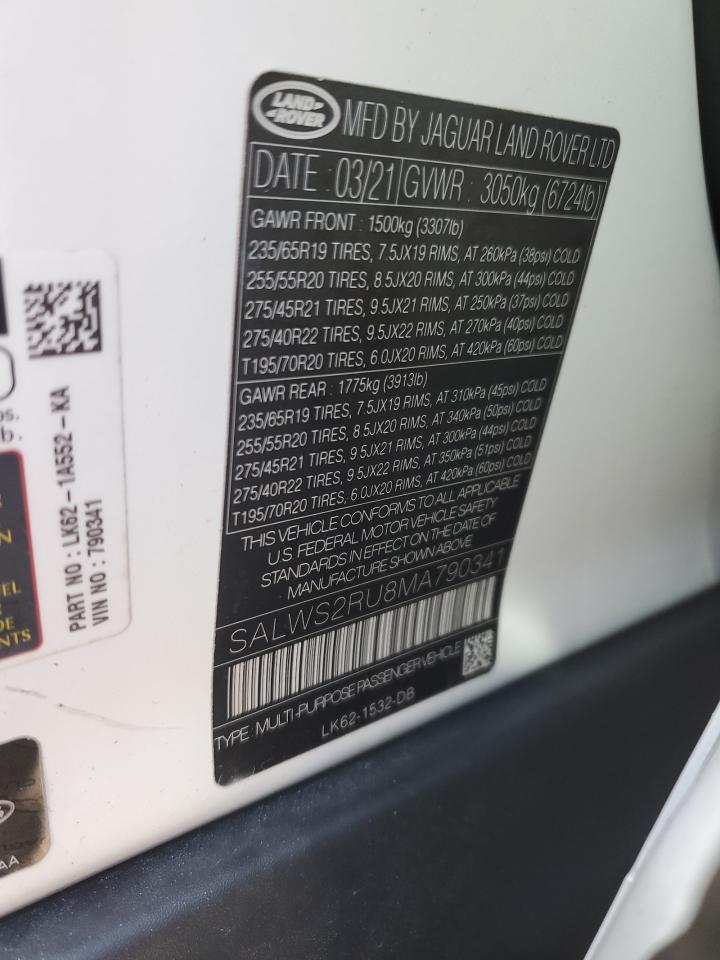 LAND-
-ROVER
MFD BY JAGUAR LAND ROVER LTD
DATE : 03/21 GVWR : 3050kg (6724lb)
GAWR FRONT : 1500kg (3307lb)
235/65R19 TIRES, 7.5JX19 RIMS, AT 260kPa (38psi) COLD
255/55R20 TIRES, 8.5JX20 RIMS, AT 300kPa (44psi) COLD
275/45R21 TIRES, 9.5JX21 RIMS, AT 250kPa (37psi) COLD
275/40R22 TIRES, 9.5JX22 RIMS, AT 270kPa (40psi) COLD
T195/70R20 TIRES, 6.0JX20 RIMS, AT 420kPa (60psi) COLD
GAWR REAR : 1775kg (3913lb)
235/65R19 TIRES, 7.5JX19 RIMS, AT 310kPa (45psi) COLD
255/55R20 TIRES, 8.5JX20 RIMS, AT 340kPa (50psi) COLD
275/45R21 TIRES, 9.5JX21 RIMS, AT 300kPa (44psi) COLD
275/40R22 TIRES, 9.5JX22 RIMS, AT 350kPa (51psi) COLD
T195/70R20 TIRES, 6.0JX20 RIMS, AT 420kPa (60psi) COLD
THIS VEHICLE CONFORMS TO ALL APPLICABLE
U.S. FEDERAL MOTOR VEHICLE SAFETY
STANDARDS IN EFFECT ON THE DATE OF
MANUFACTURE SHOWN ABOVE
SALWS2RU8MA790341
TYPE : MULTI-PURPOSE PASSENGER VEHICLE
LK62-1532-DB
PART NO : LK62-1A552-KA
VIN NO : 790341